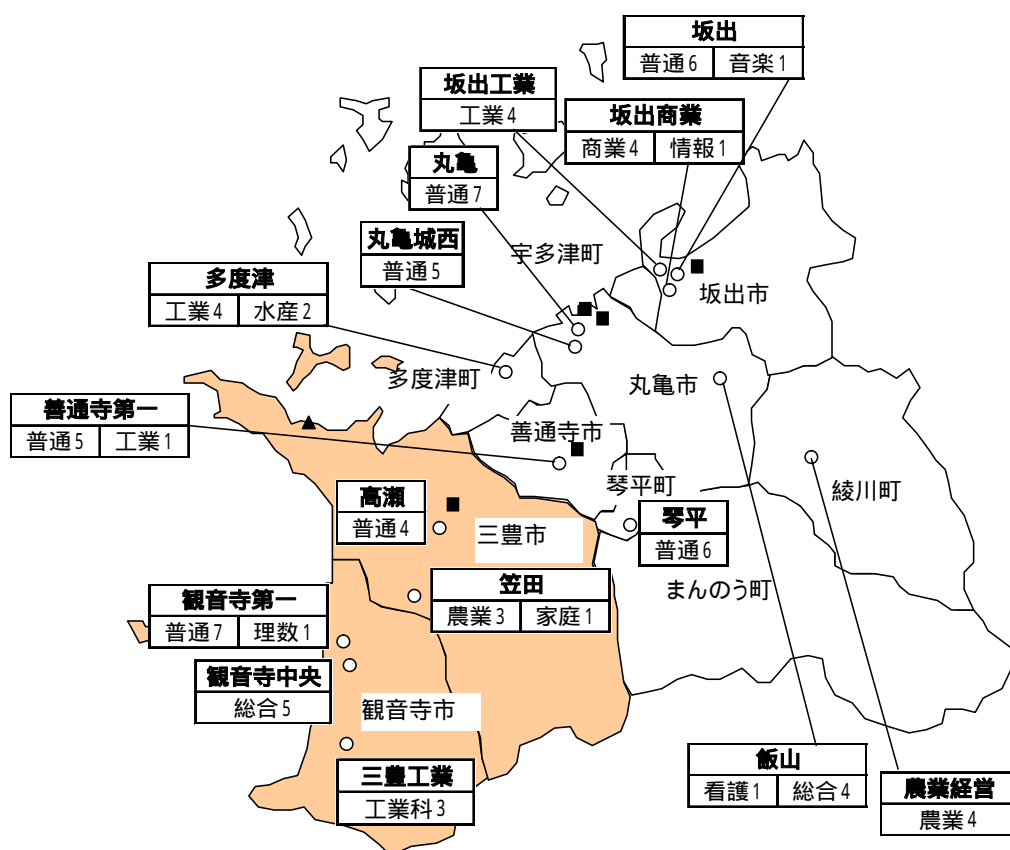 坂出
普通6 音楽1
坂出工業
工業4
坂出商業
商業4 情報1
丸亀
普通7
丸亀城西
普通5
宇多津町
多度津
工業4 水産2
坂出市
多度津町
丸亀市
善通寺第一
普通5 工業1
善通寺市
琴平町
綾川町
高瀬
普通4
三豊市
琴平
普通6
笠田
農業3 家庭1
まんのう町
観音寺第一
普通7 理数1
観音寺中央
総合5
観音寺市
三豊工業
工業科3
飯山
看護1 総合4
農業経営
農業4